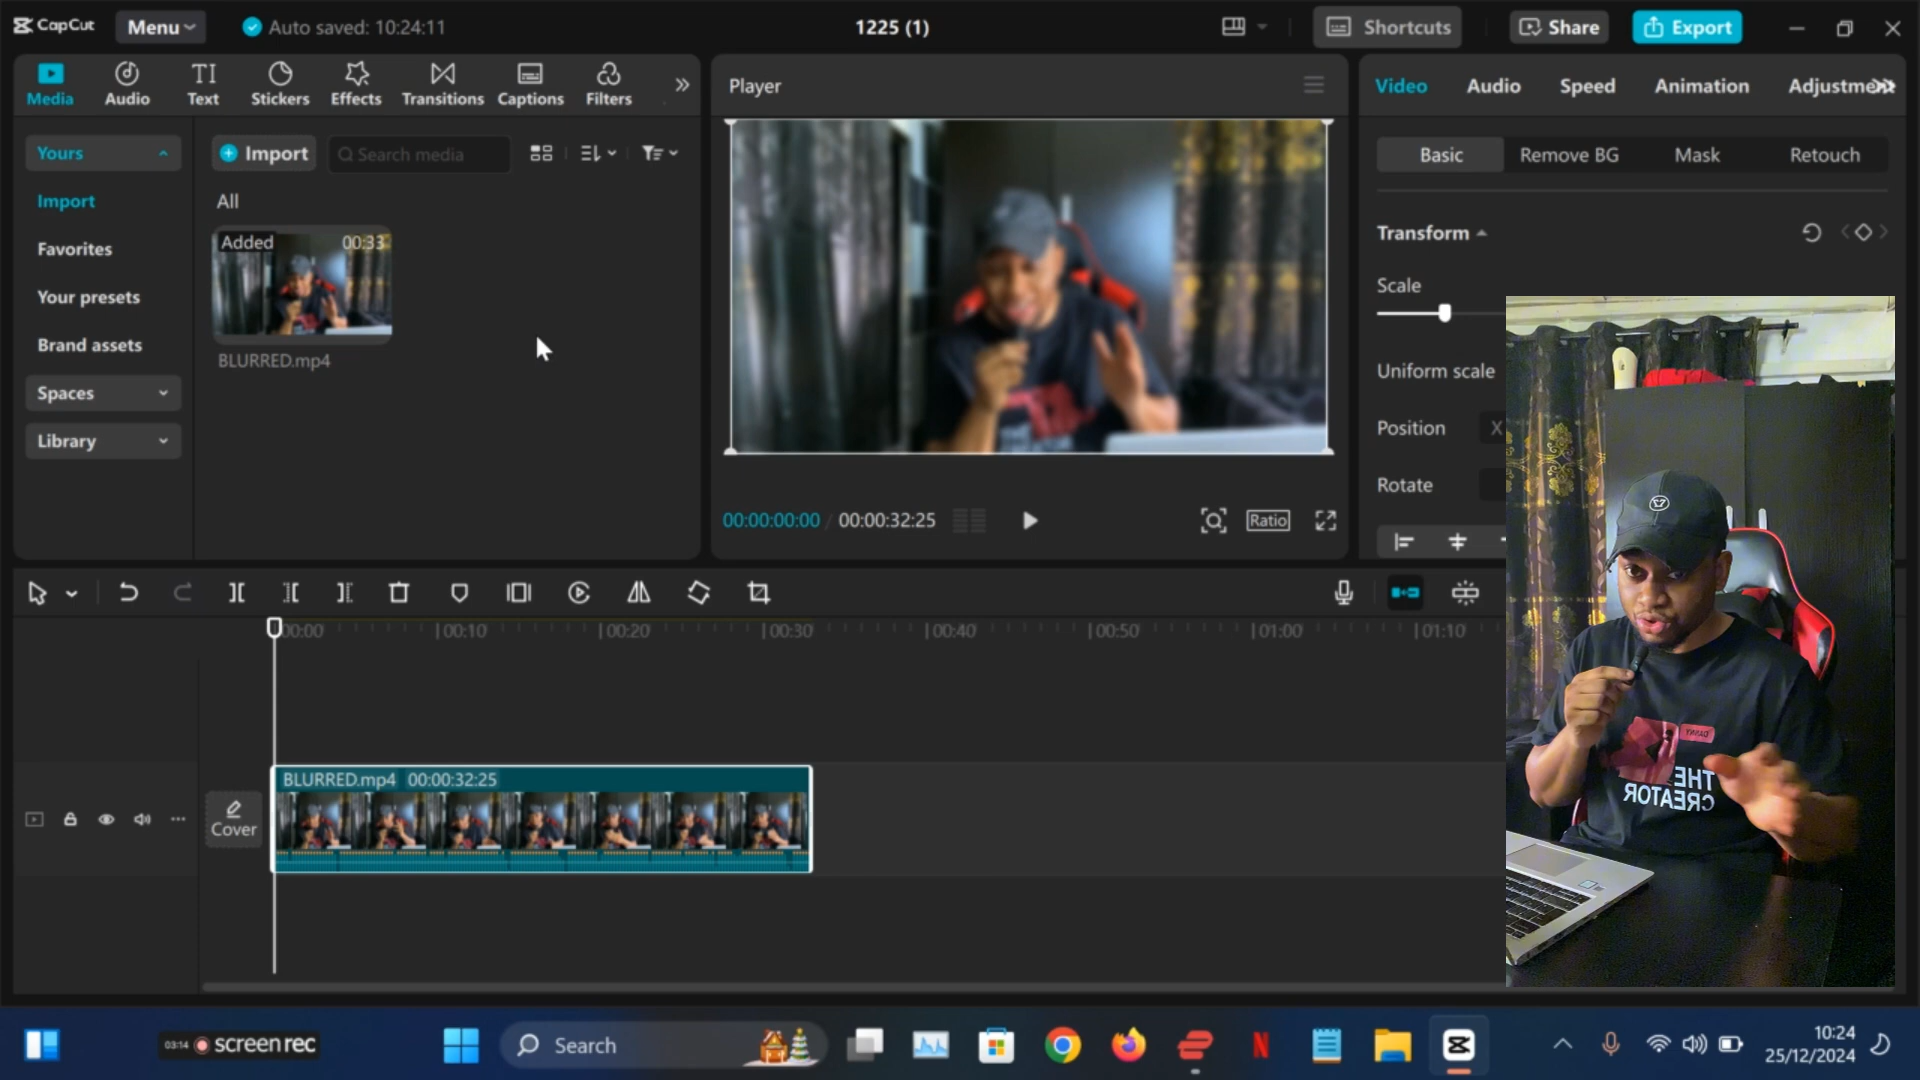 CapCut
Menu
Auto saved: 10:24:11
1225 (1)
Shortcuts
Share
Export
Media
Audio
Text
Stickers
Effects
Transitions
Captions
Filters
Yours
Import
Search media
Import
Favorites
Your presets
Brand assets
Spaces
Library
All
Added
00:33
BLURRED.mp4
Player
00:00:00:00 / 00:00:32:25
Ratio
Video
Audio
Speed
Animation
Adjustment
Basic
Remove BG
Mask
Retouch
Transform
Scale
Uniform scale
Position
X
Rotate
00:00
00:10
00:20
00:30
00:40
00:50
01:00
01:10
Cover
BLURRED.mp4 00:00:32:25
THE
CREATOR
03:14
screenrec
Search
10:24
25/12/2024